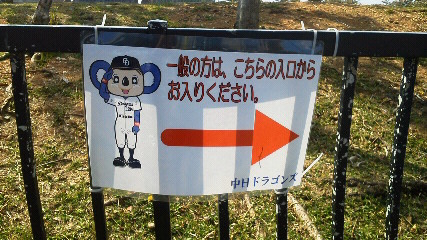 一般の方は、こちらの入口から
お入りください。
中日ドラゴンズ